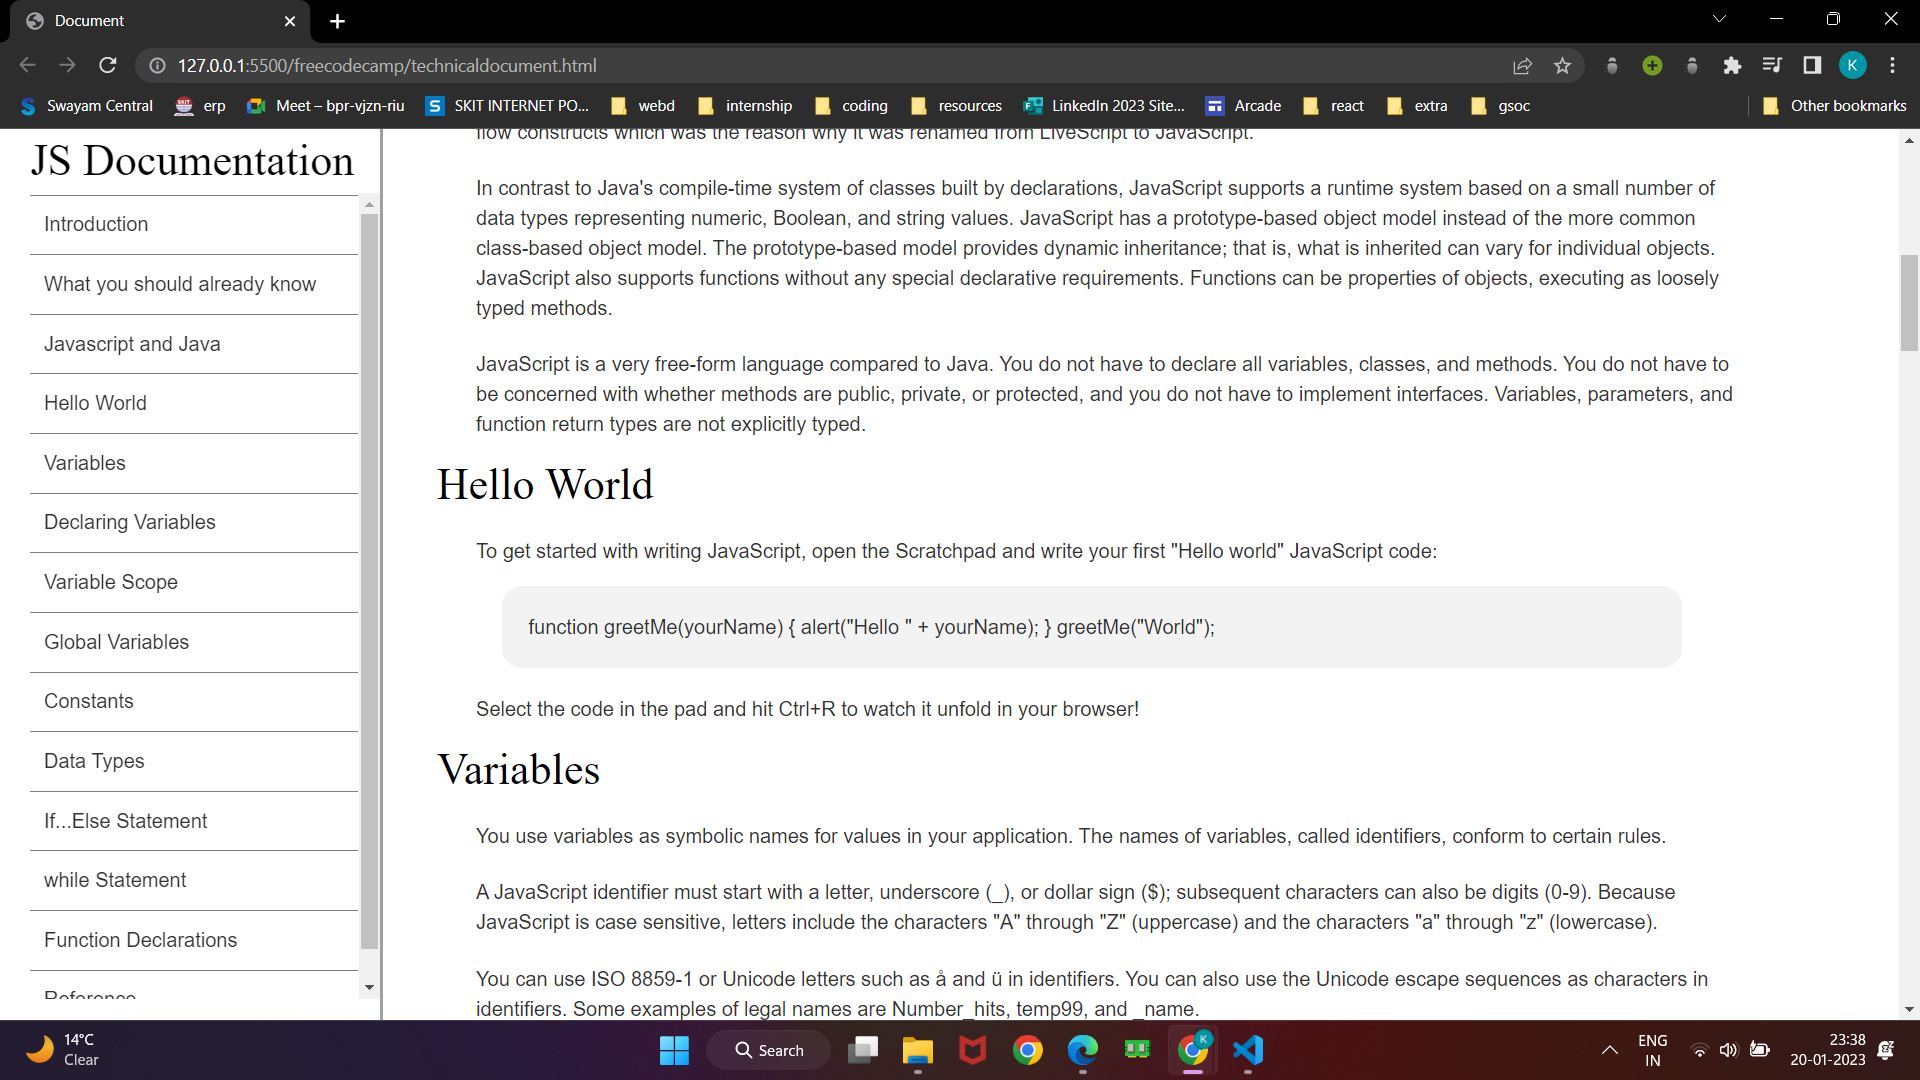 Document
127.0.0.1:5500/freecodecamp/technicaldocument.html
K
Swayam Central
erp
Meet – bpr-vjzn-riu
S
SKIT INTERNET PO...
webd
internship
coding
resources
LinkedIn 2023 Site...
Arcade
react
extra
gsoc
Other bookmarks
JS Documentation
Introduction
What you should already know
Javascript and Java
Hello World
Variables
Declaring Variables
Variable Scope
Global Variables
Constants
Data Types
If...Else Statement
while Statement
Function Declarations
Reference
flow constructs which was the reason why it was renamed from LiveScript to JavaScript.
In contrast to Java's compile-time system of classes built by declarations, JavaScript supports a runtime system based on a small number of
data types representing numeric, Boolean, and string values. JavaScript has a prototype-based object model instead of the more common
class-based object model. The prototype-based model provides dynamic inheritance; that is, what is inherited can vary for individual objects.
JavaScript also supports functions without any special declarative requirements. Functions can be properties of objects, executing as loosely
typed methods.
JavaScript is a very free-form language compared to Java. You do not have to declare all variables, classes, and methods. You do not have to
be concerned with whether methods are public, private, or protected, and you do not have to implement interfaces. Variables, parameters, and
function return types are not explicitly typed.
Hello World
To get started with writing JavaScript, open the Scratchpad and write your first "Hello world" JavaScript code:
function greetMe(yourName) { alert("Hello " + yourName); } greetMe("World");
Select the code in the pad and hit Ctrl+R to watch it unfold in your browser!
Variables
You use variables as symbolic names for values in your application. The names of variables, called identifiers, conform to certain rules.
A JavaScript identifier must start with a letter, underscore (_), or dollar sign ($); subsequent characters can also be digits (0-9). Because
JavaScript is case sensitive, letters include the characters "A" through "Z" (uppercase) and the characters "a" through "z" (lowercase).
You can use ISO 8859-1 or Unicode letters such as å and ü in identifiers. You can also use the Unicode escape sequences as characters in
identifiers. Some examples of legal names are Number_hits, temp99, and _name.
14°C
Clear
Search
K
ENG
IN
23:38
20-01-2023